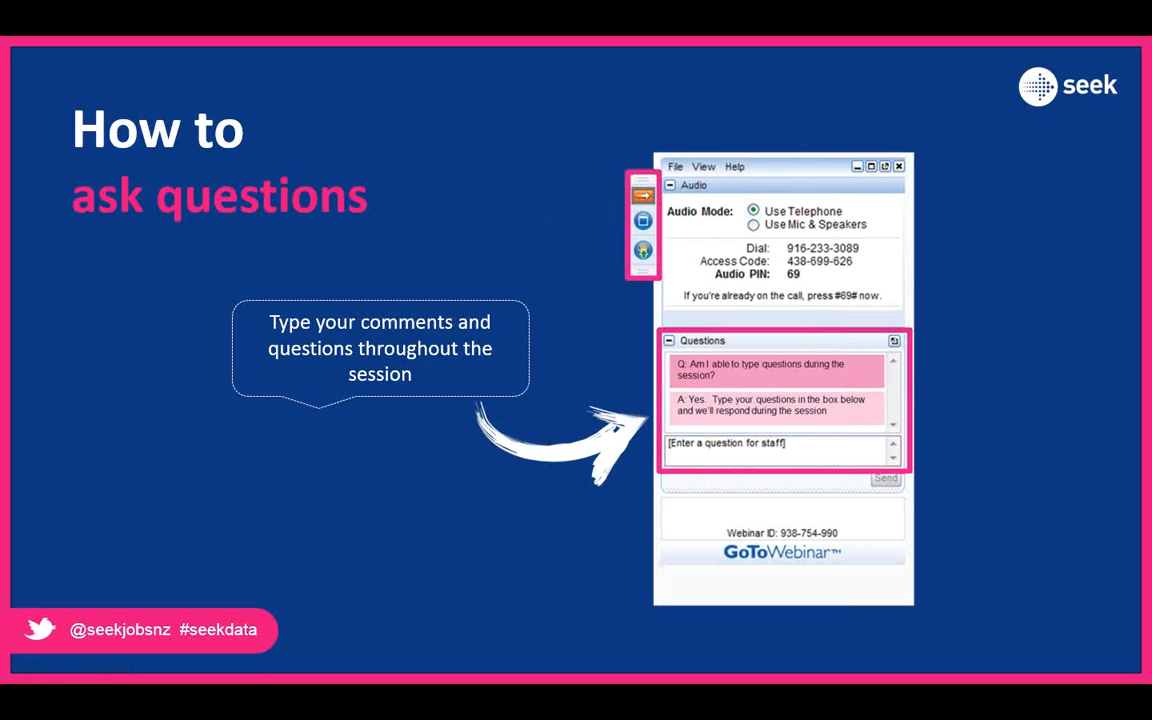 seek
How to
ask questions
Type your comments and
questions throughout the
session
File View Help
Audio
Audio Mode: Use Telephone
Use Mic & Speakers
Dial: 916-233-3089
Access Code: 438-699-626
Audio PIN: 69
If you're already on the call, press #69# now.
Questions
Q: Am I able to type questions during the
session?
A: Yes. Type your questions in the box below
and we'll respond during the session
[Enter a question for staff]
Send
Webinar ID: 938-754-990
GoToWebinar™
@seekjobsnz #seekdata